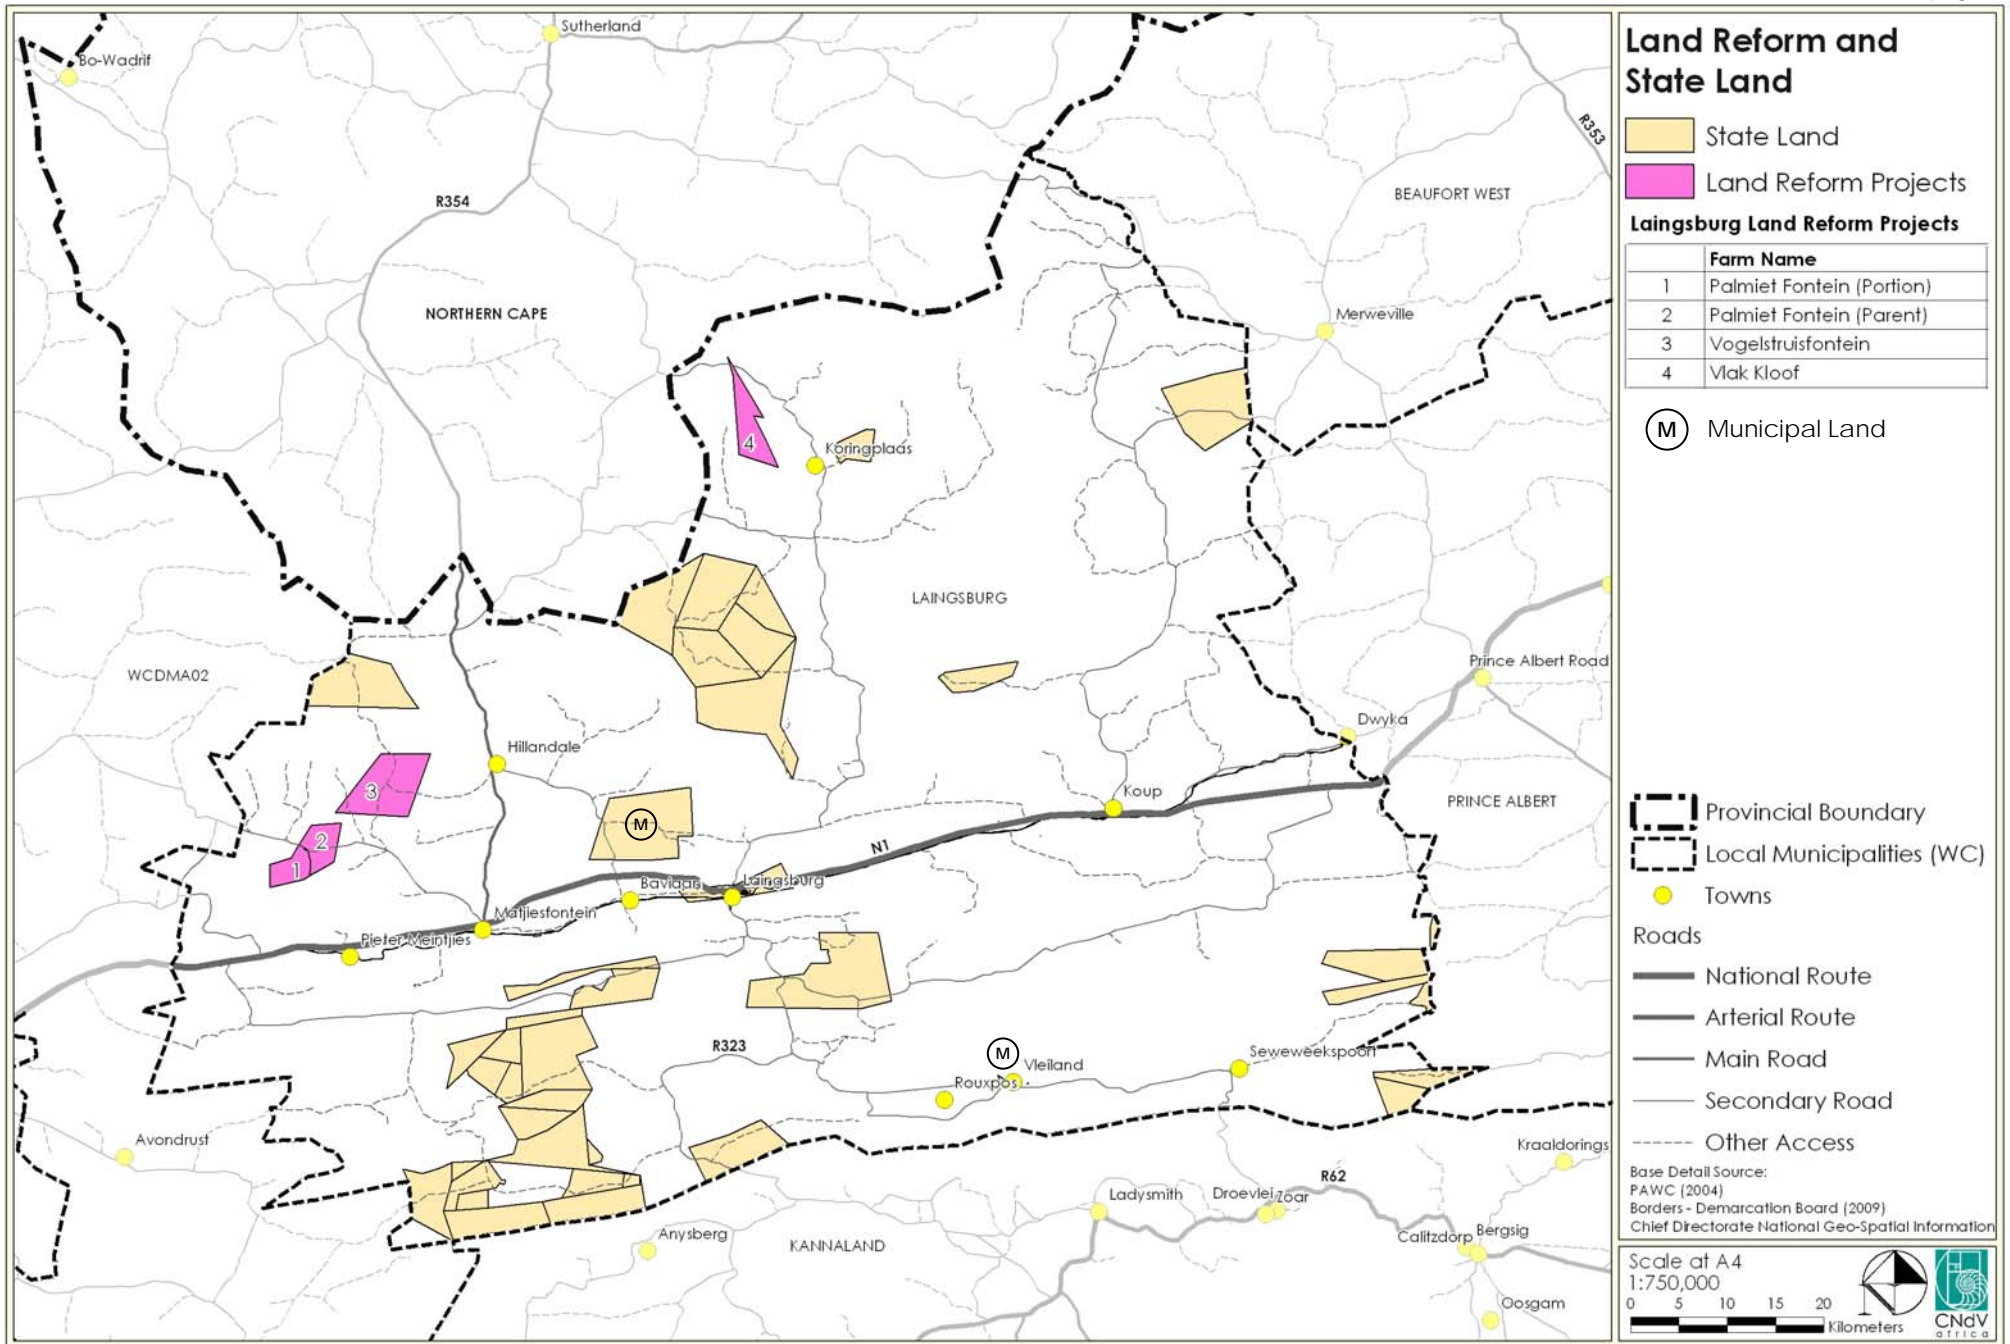 Sutherland
Bo-Wadrif
R353
BEAUFORT WEST
R354
NORTHERN CAPE
Merweville
4
Koringplaas
LAINGSBURG
WCDMA02
Prince Albert Road
Dwyka
Hillandale
3
Koup
PRINCE ALBERT
M
2
N1
1
Baviaan
Laingsburg
Matjiesfontein
Pieter Meintjies
R323
M
Vleiland
Seweweekspoort
Rouxpos
Avondrust
Kraaldorings
R62
Ladysmith
Droevlei
Zoar
Anysberg
KANNALAND
Calitzdorp
Bergsig
Oosgam
Land Reform and
State Land
State Land
Land Reform Projects
Laingsburg Land Reform Projects
Farm Name
1 Palmiet Fontein (Portion)
2 Palmiet Fontein (Parent)
3 Vogelstruisfontein
4 Vlak Kloof
M Municipal Land
Provincial Boundary
Local Municipalities (WC)
Towns
Roads
National Route
Arterial Route
Main Road
Secondary Road
Other Access
Base Detail Source:
PAWC (2004)
Borders - Demarcation Board (2009)
Chief Directorate National Geo-Spatial Information
Scale at A4
1:750,000
0 5 10 15 20
Kilometers
CNdV
africa